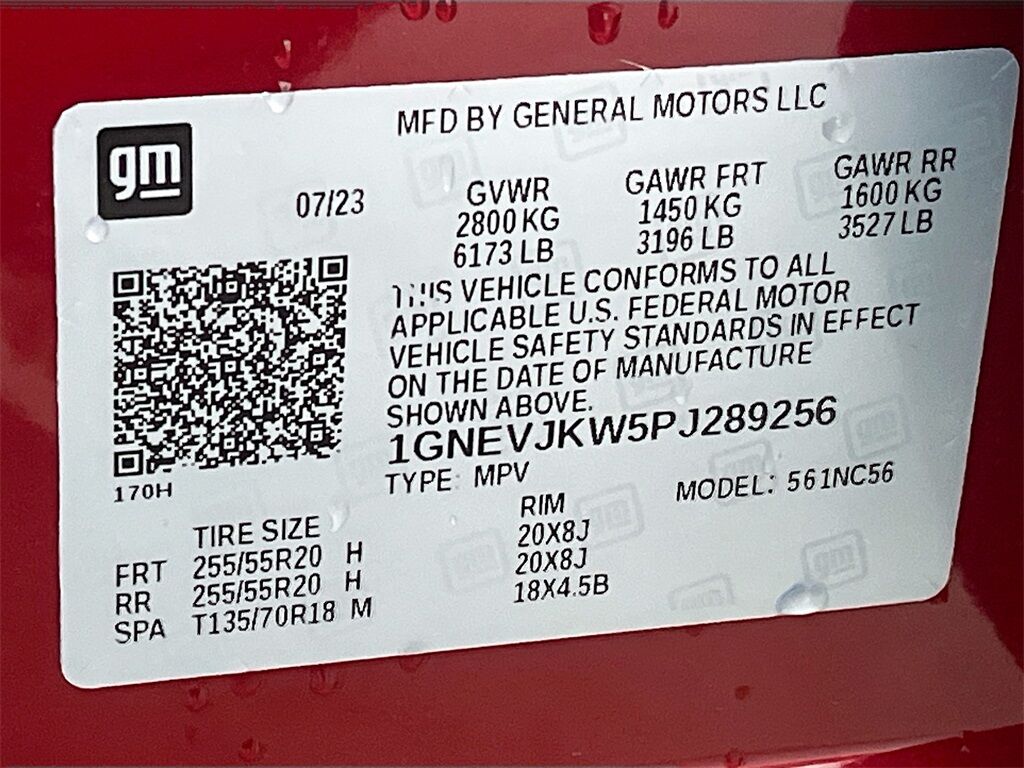 gm
MFD BY GENERAL MOTORS LLC
07/23
GVWR GAWR FRT GAWR RR
2800 KG 1450 KG 1600 KG
6173 LB 3196 LB 3527 LB
THIS VEHICLE CONFORMS TO ALL
APPLICABLE U.S. FEDERAL MOTOR
VEHICLE SAFETY STANDARDS IN EFFECT
ON THE DATE OF MANUFACTURE
SHOWN ABOVE.
1GNEVJKW5PJ289256
170H
TYPE: MPV MODEL: 561NC56
TIRE SIZE RIM
FRT 255/55R20 H 20X8J
RR 255/55R20 H 20X8J
SPA T135/70R18 M 18X4.5B